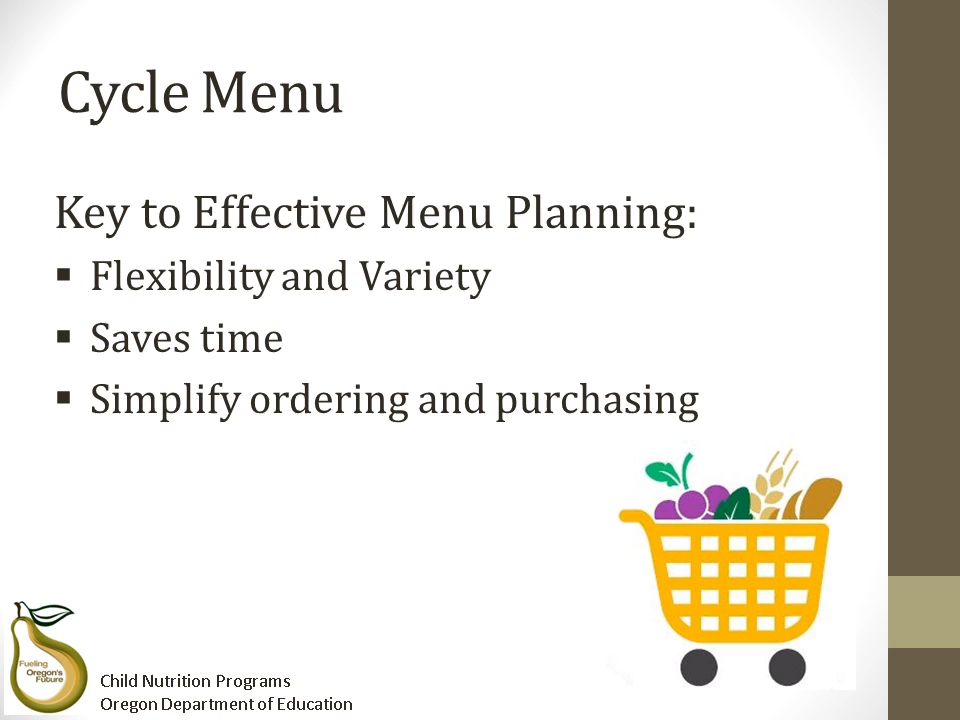 Cycle Menu
Key to Effective Menu Planning:
▪ Flexibility and Variety
▪ Saves time
▪ Simplify ordering and purchasing
Fueling
Oregon's
Future
Child Nutrition Programs
Oregon Department of Education